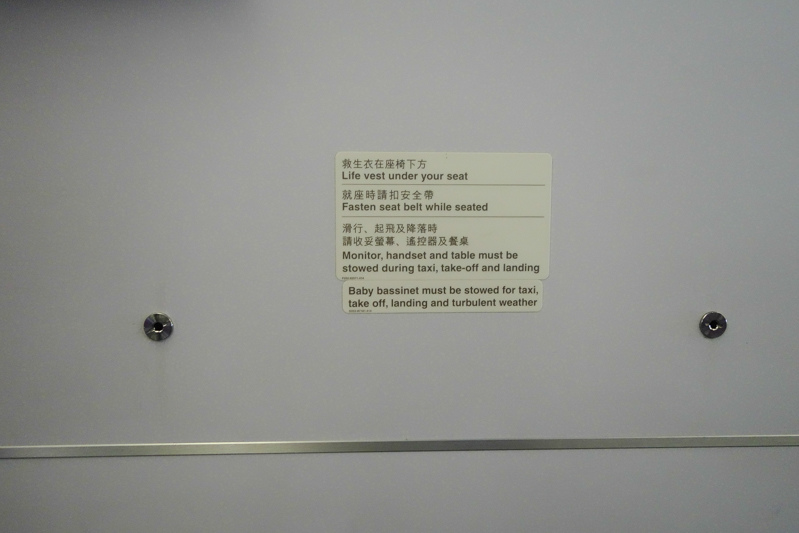 救生衣在座椅下方
Life vest under your seat
就座時請扣安全帶
Fasten seat belt while seated
滑行、起飛及降落時
請收妥螢幕、遙控器及餐桌
Monitor, handset and table must be
stowed during taxi, take-off and landing
Baby bassinet must be stowed for taxi,
take off, landing and turbulent weather